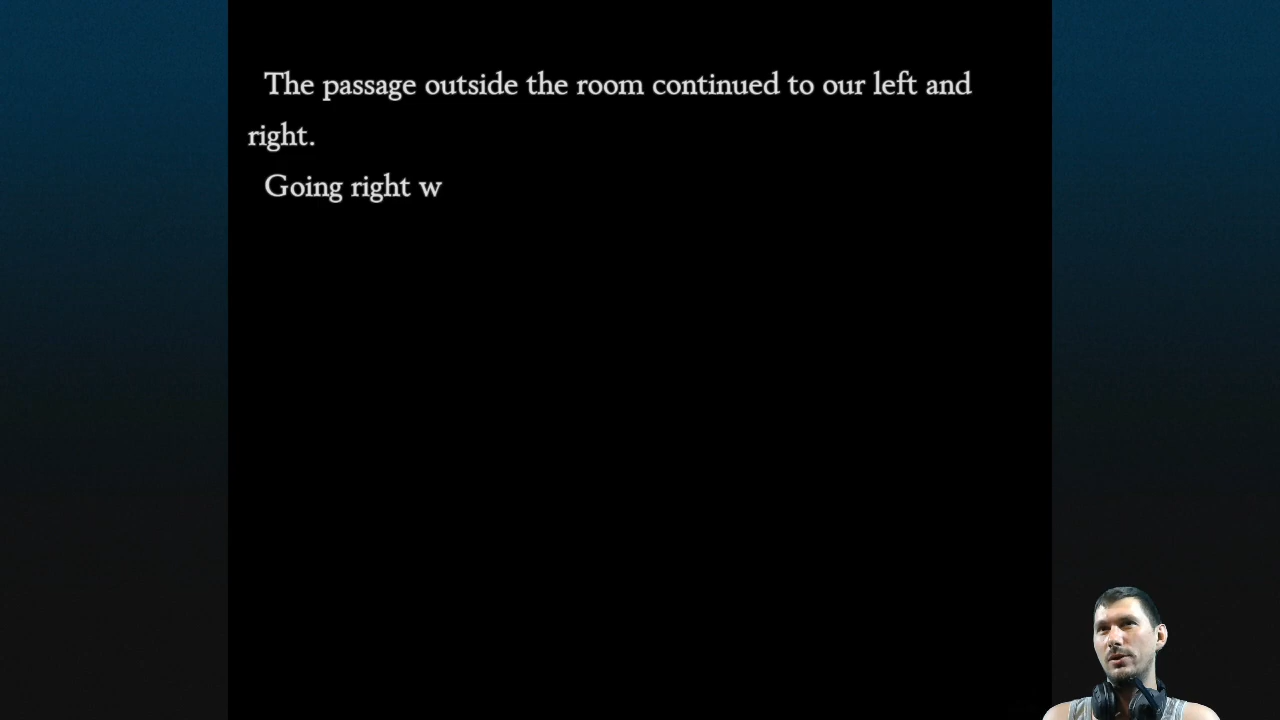 The passage outside the room continued to our left and
right.
Going right w